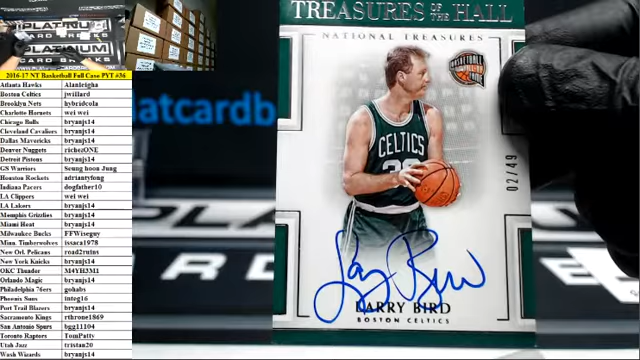 PLATINUM
PLATINUM
2016-17 NT Basketball Full Case PYT #36
Atlanta Hawks Alanleigha
Boston Celtics jwillard
Brooklyn Nets hybridcola
Charlotte Hornets wei wei
Chicago Bulls bryanjs14
Cleveland Cavaliers bryanjs14
Dallas Mavericks bryanjs14
Denver Nuggets richezONE
Detroit Pistons bryanjs14
GS Warriors Seung hoon Jung
Houston Rockets adriantyfong
Indiana Pacers dogfather10
LA Clippers wei wei
LA Lakers bryanjs14
Memphis Grizzlies bryanjs14
Miami Heat bryanjs14
Milwaukee Bucks FFWiseguy
Minn. Timberwolves issaca1978
New Orl. Pelicans road2ruins
New York Knicks bryanjs14
OKC Thunder M4YH3M1
Orlando Magic bryanjs14
Philadelphia 76ers gohabs
Phoenix Suns integ16
Port Trail Blazers bryanjs14
Sacramento Kings rthrone1869
San Antonio Spurs bgg11104
Toronto Raptors TomPatty
Utah Jazz tristan20
Wash Wizards bryanjs14
atcardb
TREASURES OF THE HALL
NATIONAL TREASURES
CELTICS
02/49
Larry Bird
LARRY BIRD
BOSTON CELTICS